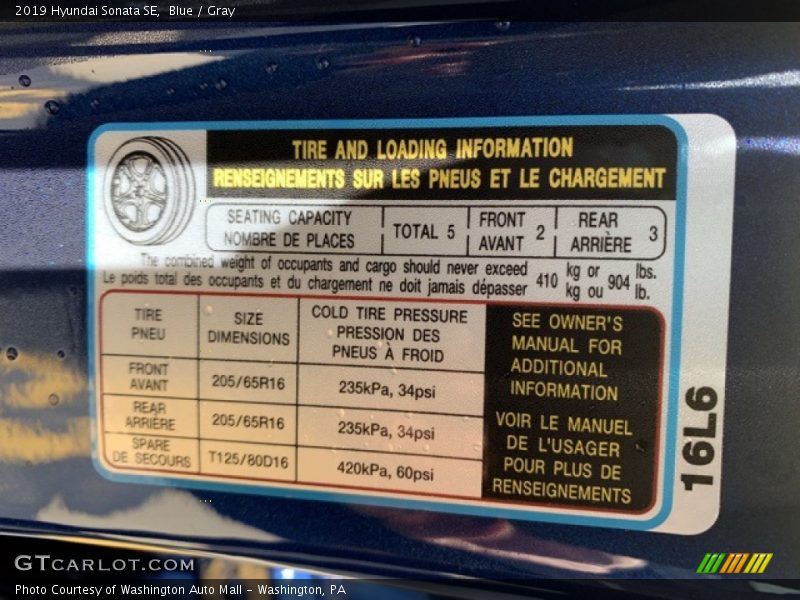 2019 Hyundai Sonata SE,  Blue / Gray
TIRE AND LOADING INFORMATION
RENSEIGNEMENTS SUR LES PNEUS ET LE CHARGEMENT
SEATING CAPACITY
NOMBRE DE PLACES
TOTAL 5
FRONT
AVANT
2
REAR
ARRIÈRE
3
The combined weight of occupants and cargo should never exceed
Le poids total des occupants et du chargement ne doit jamais dépasser
410
kg or
kg ou
904
lbs.
lb.
TIRE
PNEU
SIZE
DIMENSIONS
COLD TIRE PRESSURE
PRESSION DES
PNEUS À FROID
FRONT
AVANT
205/65R16
235kPa, 34psi
REAR
ARRIÈRE
205/65R16
235kPa, 34psi
SPARE
DE SECOURS
T125/80D16
420kPa, 60psi
SEE OWNER'S
MANUAL FOR
ADDITIONAL
INFORMATION
VOIR LE MANUEL
DE L'USAGER
POUR PLUS DE
RENSEIGNEMENTS
16L6
GTCARLOT.COM
Photo Courtesy of Washington Auto Mall - Washington, PA